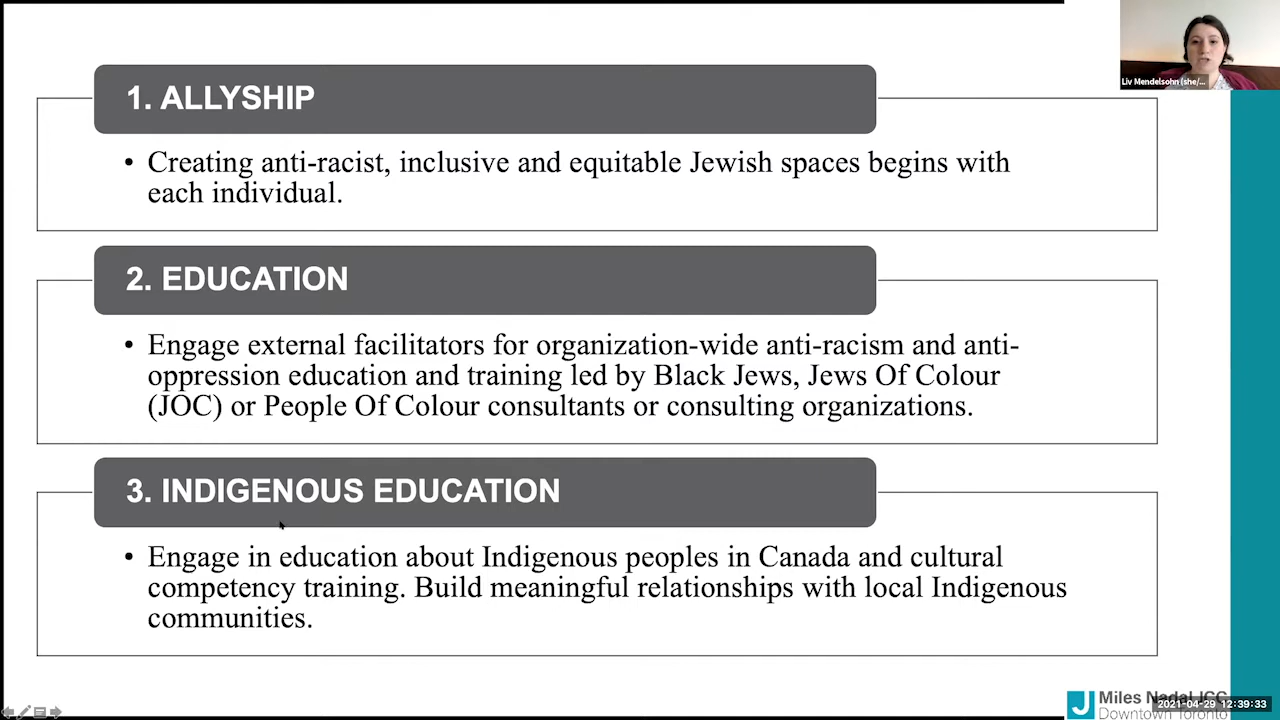 Liv Mendelsohn (she/...
1. ALLYSHIP
• Creating anti-racist, inclusive and equitable Jewish spaces begins with
each individual.
2. EDUCATION
• Engage external facilitators for organization-wide anti-racism and anti-
oppression education and training led by Black Jews, Jews Of Colour
(JOC) or People Of Colour consultants or consulting organizations.
3. INDIGENOUS EDUCATION
• Engage in education about Indigenous peoples in Canada and cultural
competency training. Build meaningful relationships with local Indigenous
communities.
J Miles Nadal JCC
Downtown Toronto
2021-04-29 12:39:33